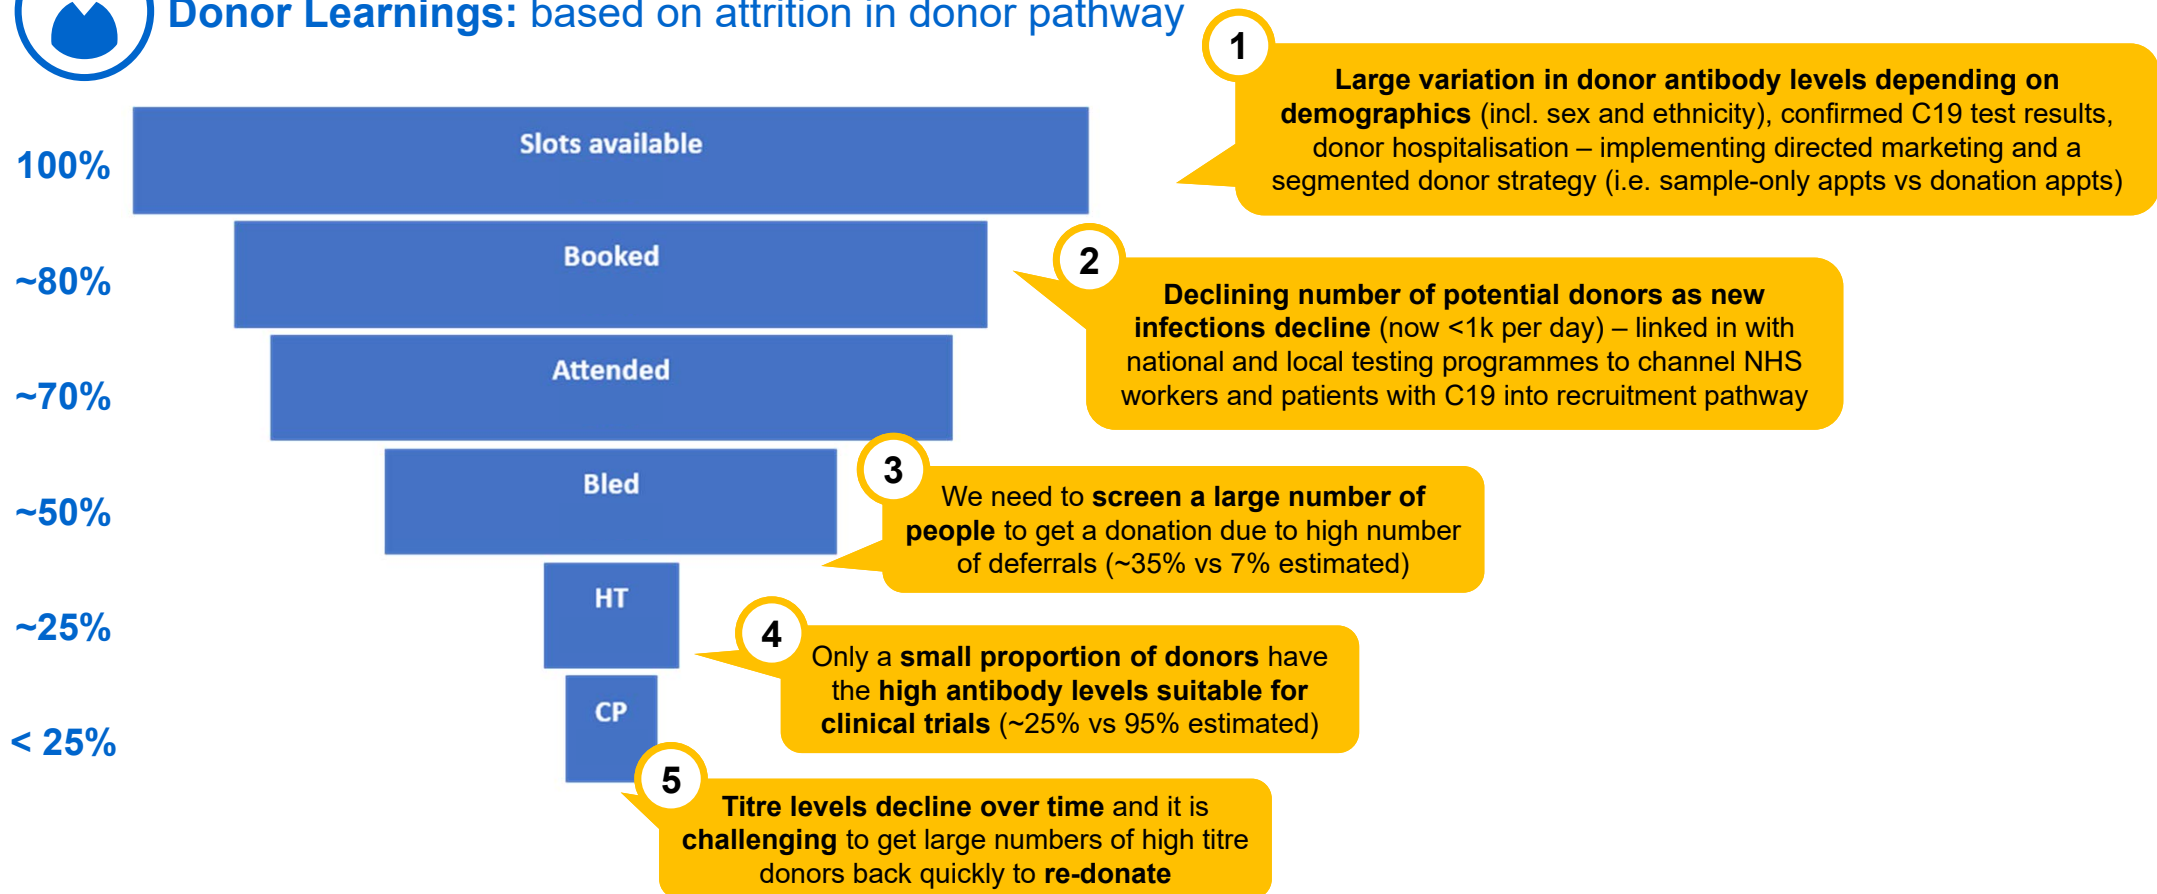 Donor Learnings: based on attrition in donor pathway
100%
Slots available
~80%
Booked
~70%
Attended
~50%
Bled
~25%
HT
< 25%
CP
1
Large variation in donor antibody levels depending on
demographics (incl. sex and ethnicity), confirmed C19 test results,
donor hospitalisation – implementing directed marketing and a
segmented donor strategy (i.e. sample-only appts vs donation appts)
2
Declining number of potential donors as new
infections decline (now <1k per day) – linked in with
national and local testing programmes to channel NHS
workers and patients with C19 into recruitment pathway
3
We need to screen a large number of
people to get a donation due to high number
of deferrals (~35% vs 7% estimated)
4
Only a small proportion of donors have
the high antibody levels suitable for
clinical trials (~25% vs 95% estimated)
5
Titre levels decline over time and it is
challenging to get large numbers of high titre
donors back quickly to re-donate